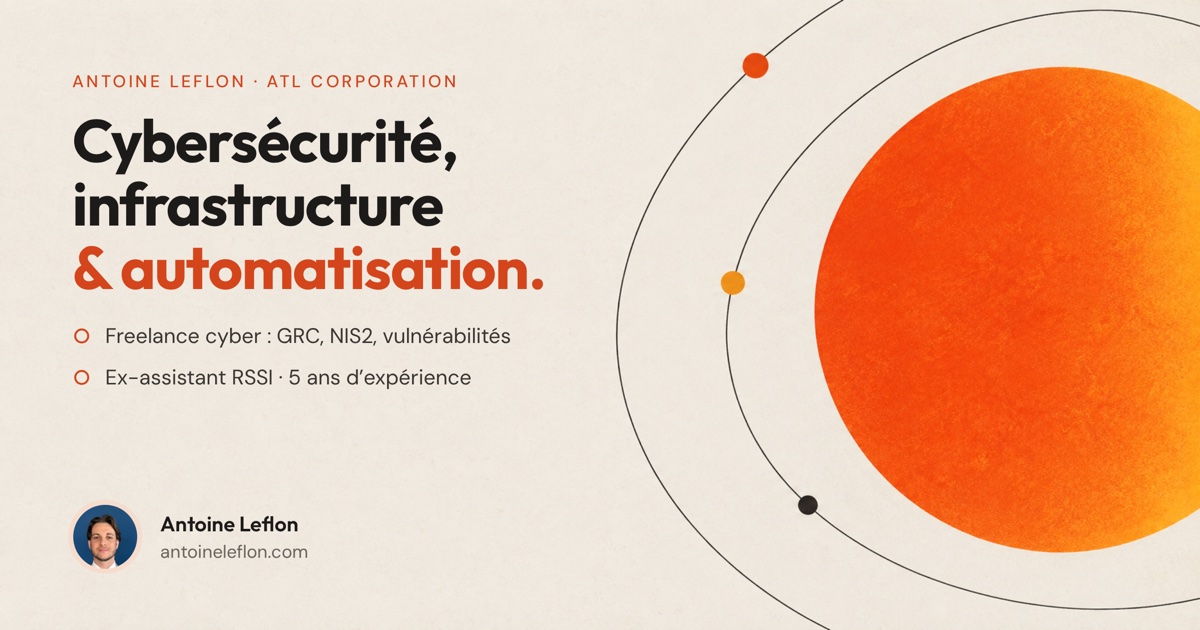 ANTOINE LEFLON · ATL CORPORATION
Cybersécurité,
infrastructure
& automatisation.
Freelance cyber : GRC, NIS2, vulnérabilités
Ex-assistant RSSI · 5 ans d’expérience
Antoine Leflon
antoineleflon.com